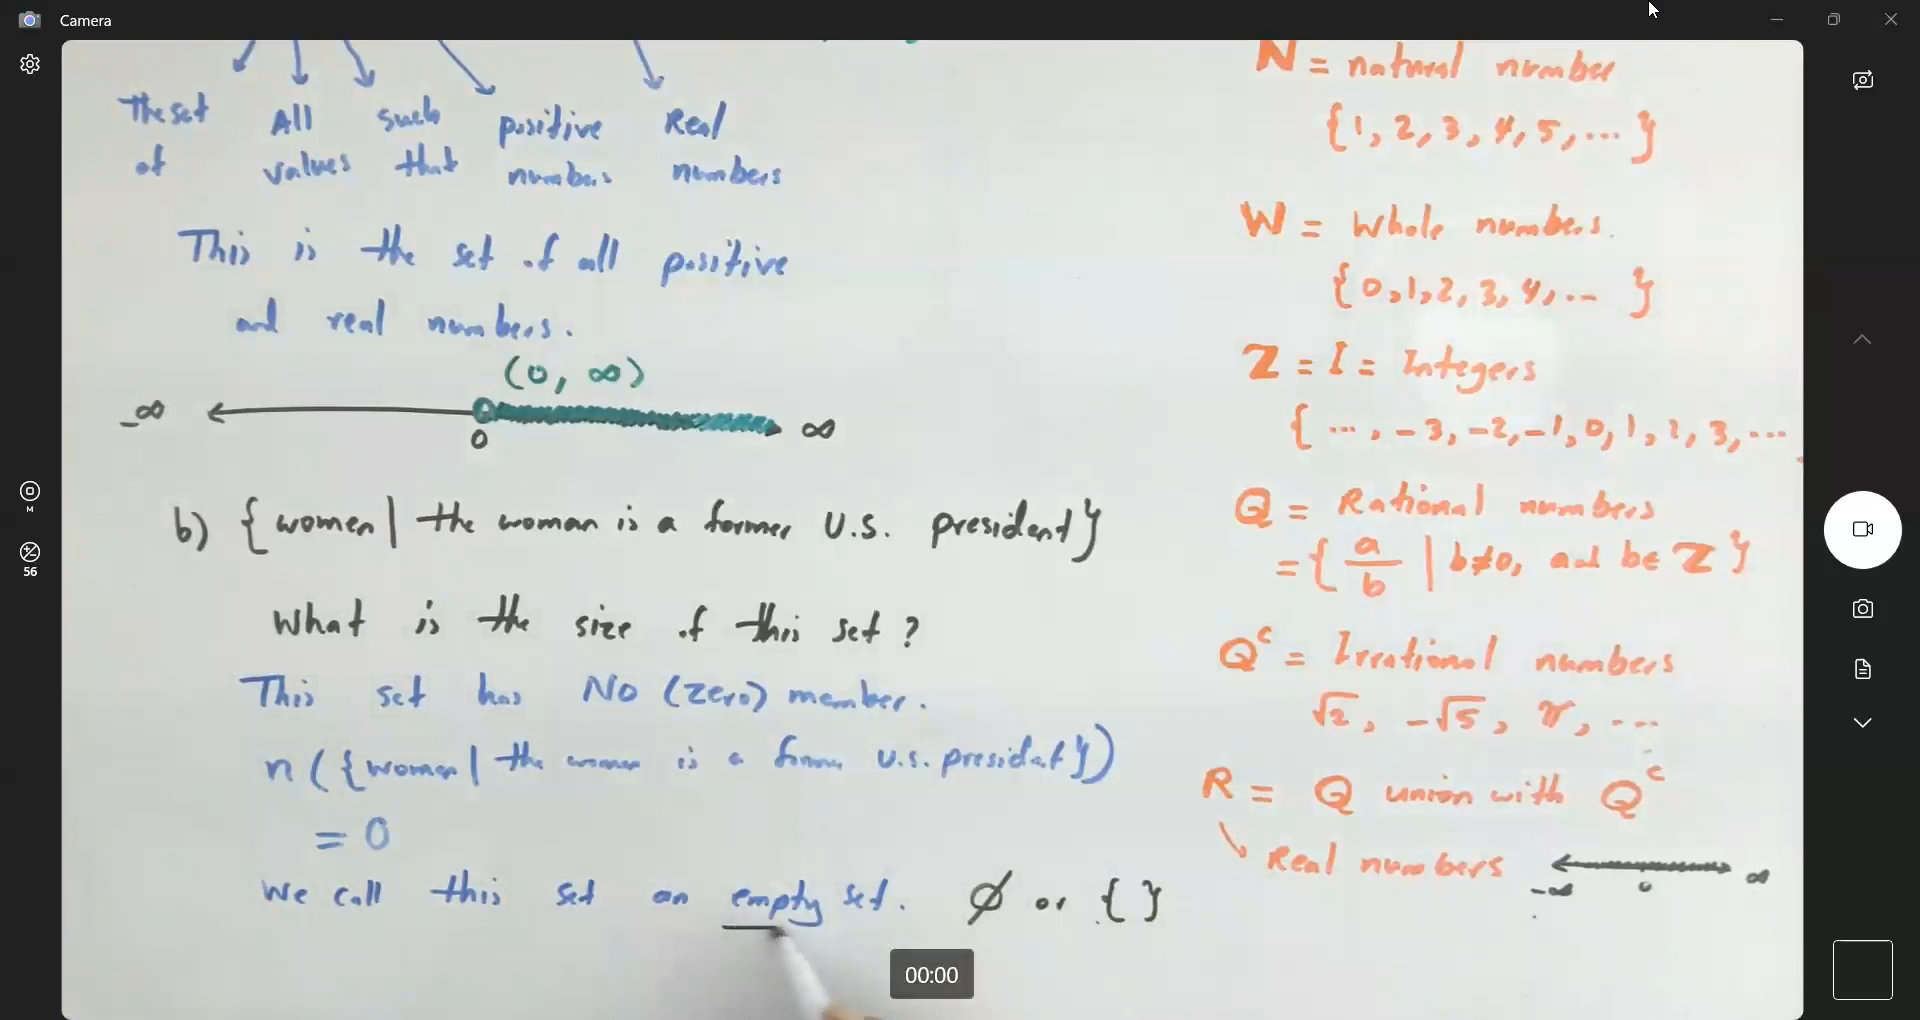 Camera
The set All such positive Real
of values that numbers numbers
This is the set of all positive
and real numbers.
(0, ∞)
-∞ 0 ∞
b) {women | the woman is a former U.S. president}
What is the size of this set?
This set has No (zero) member.
n({women | the woman is a former U.S. president})
= 0
We call this set an empty set. ∅ or { }
N = natural number
{1, 2, 3, 4, 5, ... }
W = Whole numbers.
{0, 1, 2, 3, 4, ... }
Z = I = Integers
{ ..., -3, -2, -1, 0, 1, 2, 3, ...
Q = Rational numbers
= { a/b | b≠0, and b∈ Z }
Qᶜ = Irrational numbers
√2, -√5, π, ...
R = Q union with Qᶜ
Real numbers
-∞ 0 ∞
M
56
00:00